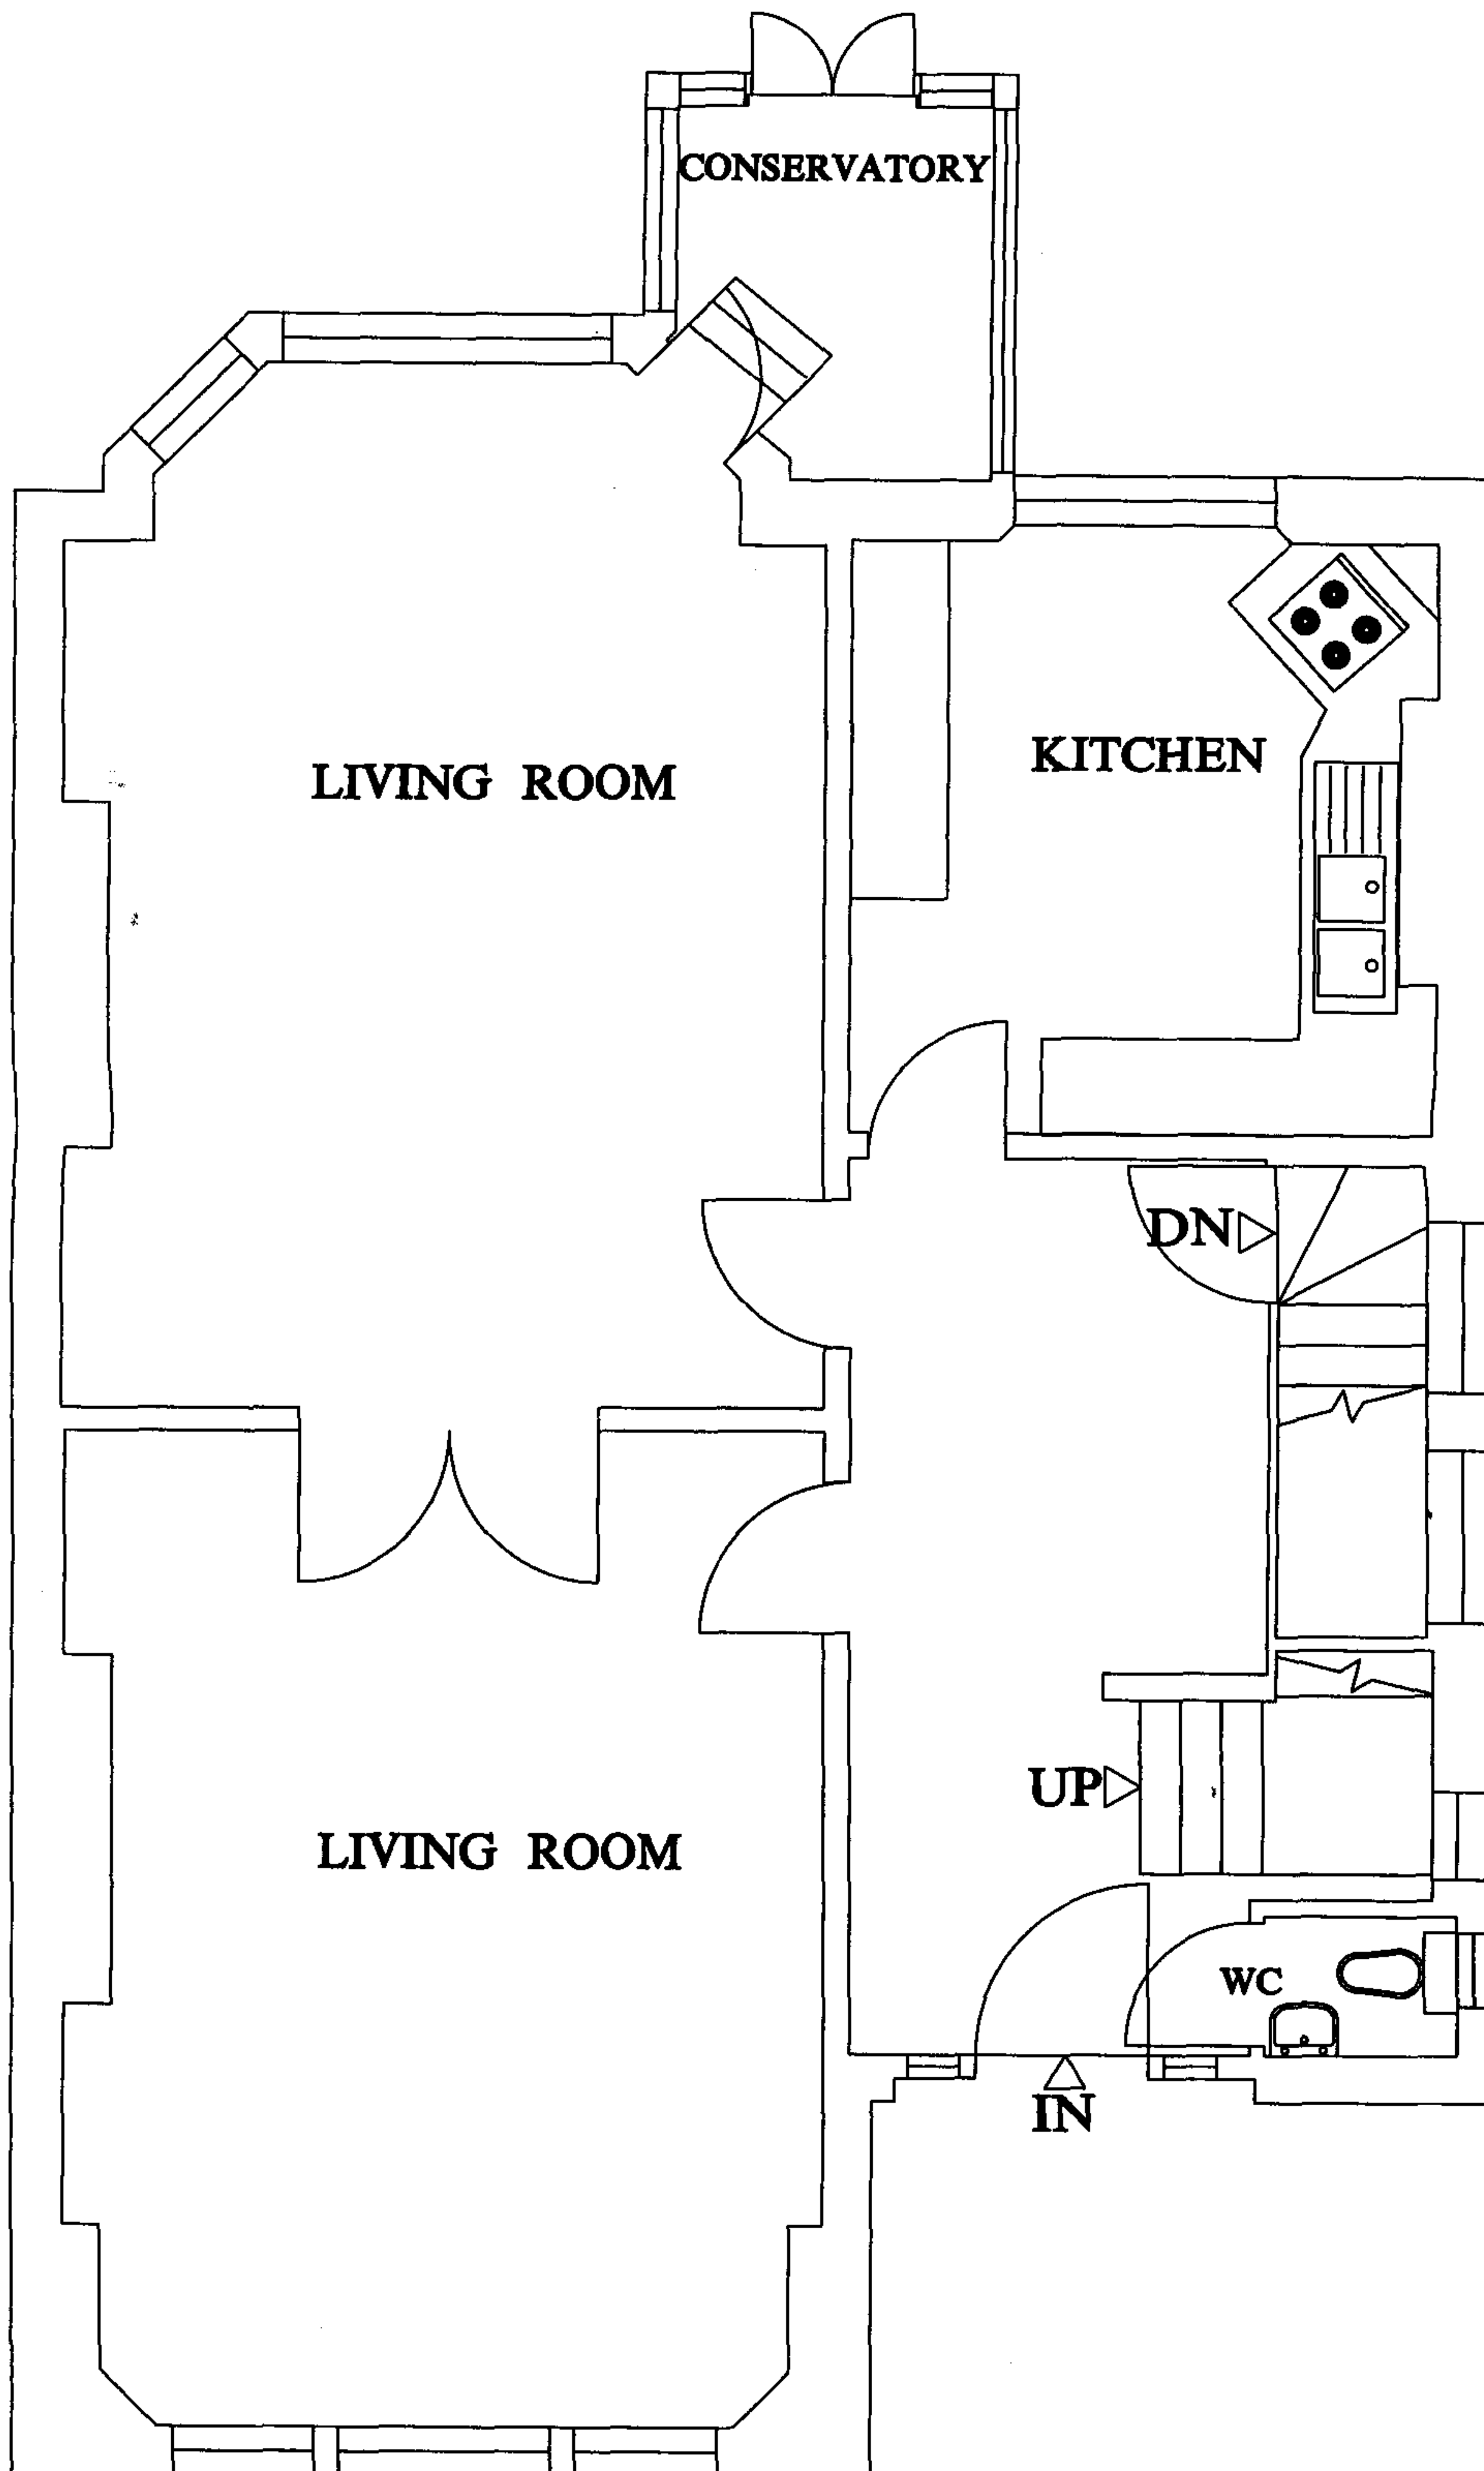 CONSERVATORY
LIVING ROOM
KITCHEN
DN
UP
LIVING ROOM
WC
IN